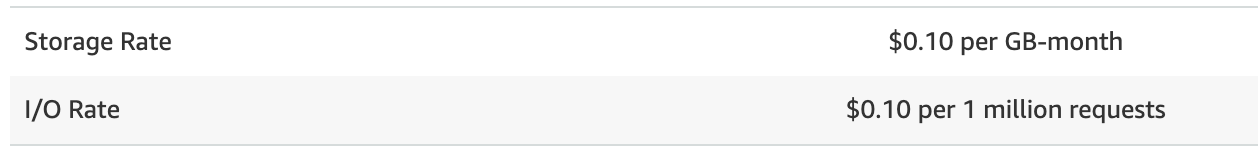 Storage Rate $0.10 per GB-month
I/O Rate $0.10 per 1 million requests